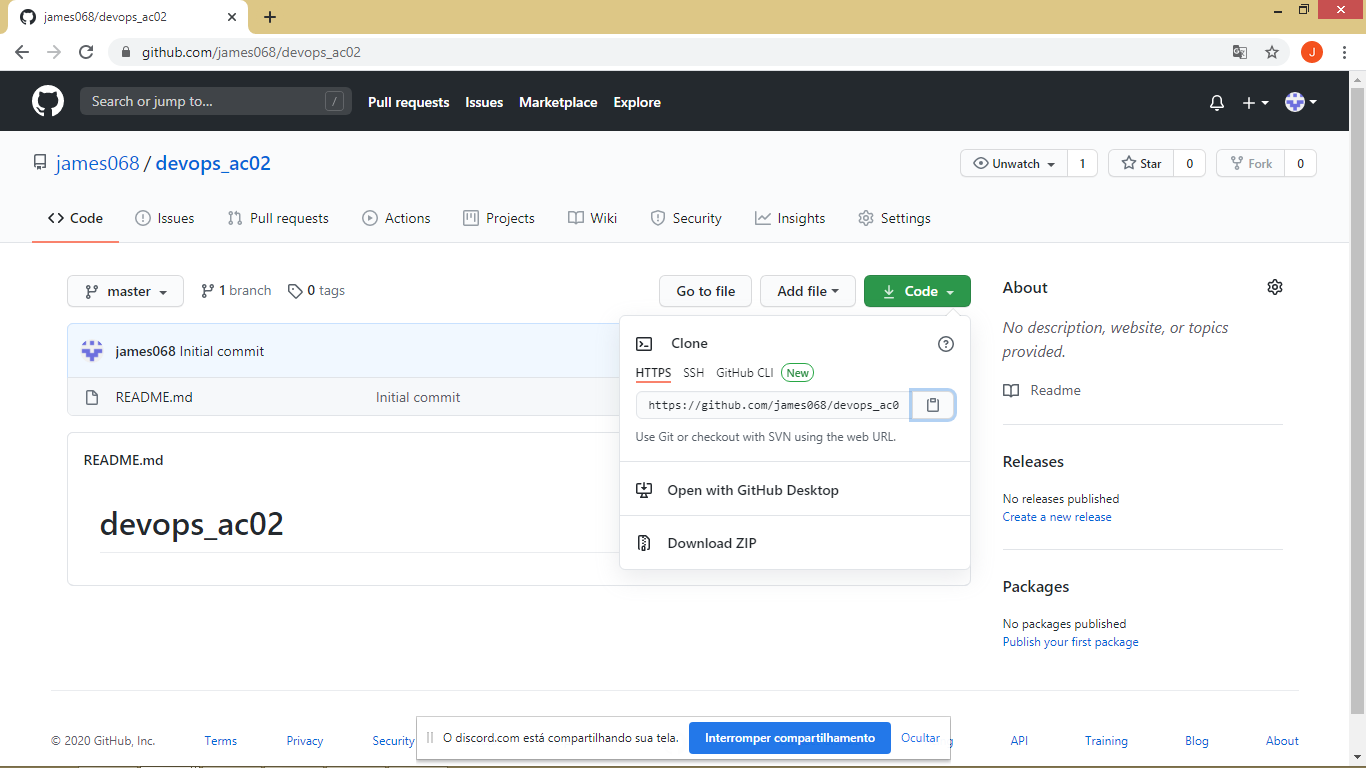 james068/devops_ac02
github.com/james068/devops_ac02
J
Search or jump to... /
Pull requests Issues Marketplace Explore
james068 / devops_ac02
Unwatch 1 Star 0 Fork 0
Code Issues Pull requests Actions Projects Wiki Security Insights Settings
master 1 branch 0 tags Go to file Add file Code
james068 Initial commit
README.md Initial commit
README.md
devops_ac02
Clone
HTTPS SSH GitHub CLI New
https://github.com/james068/devops_ac0
Use Git or checkout with SVN using the web URL.
Open with GitHub Desktop
Download ZIP
About
No description, website, or topics
provided.
Readme
Releases
No releases published
Create a new release
Packages
No packages published
Publish your first package
© 2020 GitHub, Inc. Terms Privacy Security API Training Blog About
O discord.com está compartilhando sua tela. Interromper compartilhamento Ocultar